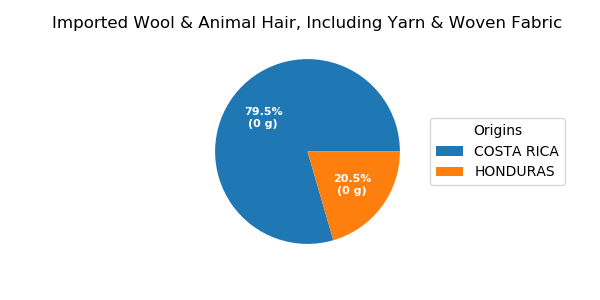 Imported Wool & Animal Hair, Including Yarn & Woven Fabric
79.5%
(0 g)
20.5%
(0 g)
Origins
COSTA RICA
HONDURAS